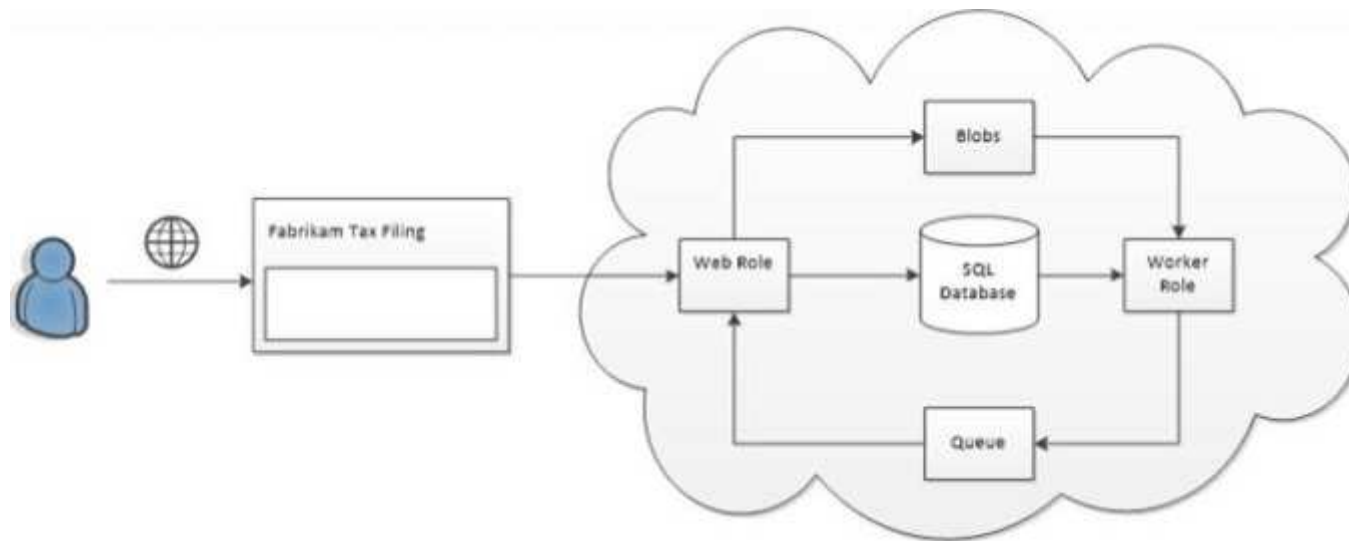 Fabrikam Tax Filing
Blobs
Web Role
SQL
Database
Worker
Role
Queue